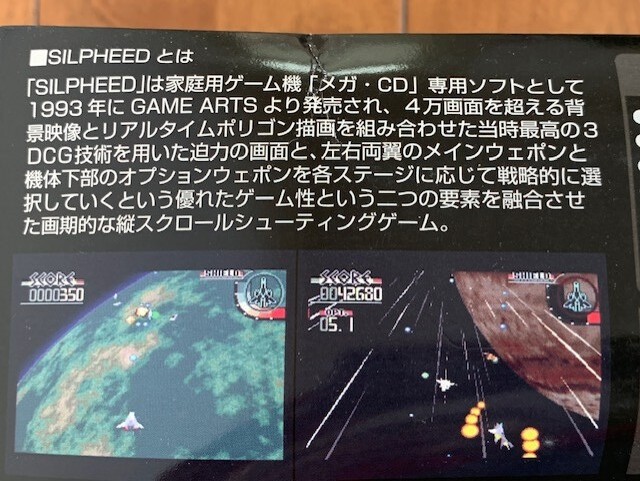 ■SILPHEED とは
「SILPHEED」は家庭用ゲーム機「メガ・CD」専用ソフトとして
1993年に GAME ARTS より発売され、4万画面を超える背
景映像とリアルタイムポリゴン描画を組み合わせた当時最高の3
DCG技術を用いた迫力の画面と、左右両翼のメインウェポンと
機体下部のオプションウェポンを各ステージに応じて戦略的に選
択していくという優れたゲーム性という二つの要素を融合させ
た画期的な縦スクロールシューティングゲーム。
SCORE
0000350
SHIELD
SCORE
0042680
OPT.
05.1
SHIELD